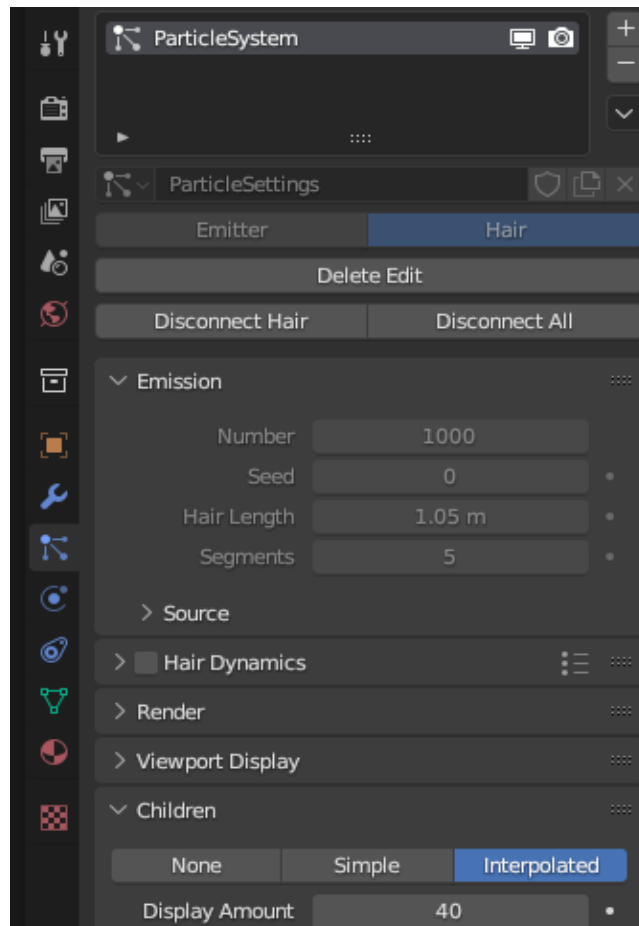 ParticleSystem
ParticleSettings
Emitter Hair
Delete Edit
Disconnect Hair Disconnect All
Emission
Number 1000
Seed 0
Hair Length 1.05 m
Segments 5
Source
Hair Dynamics
Render
Viewport Display
Children
None Simple Interpolated
Display Amount 40